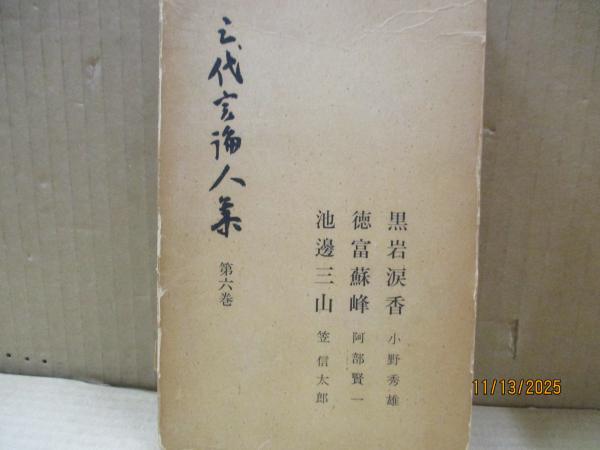 三代言論人集
第六巻
黒岩涙香 小野秀雄
徳富蘇峰 阿部賢一
池邊三山 笠信太郎
11/13/2025